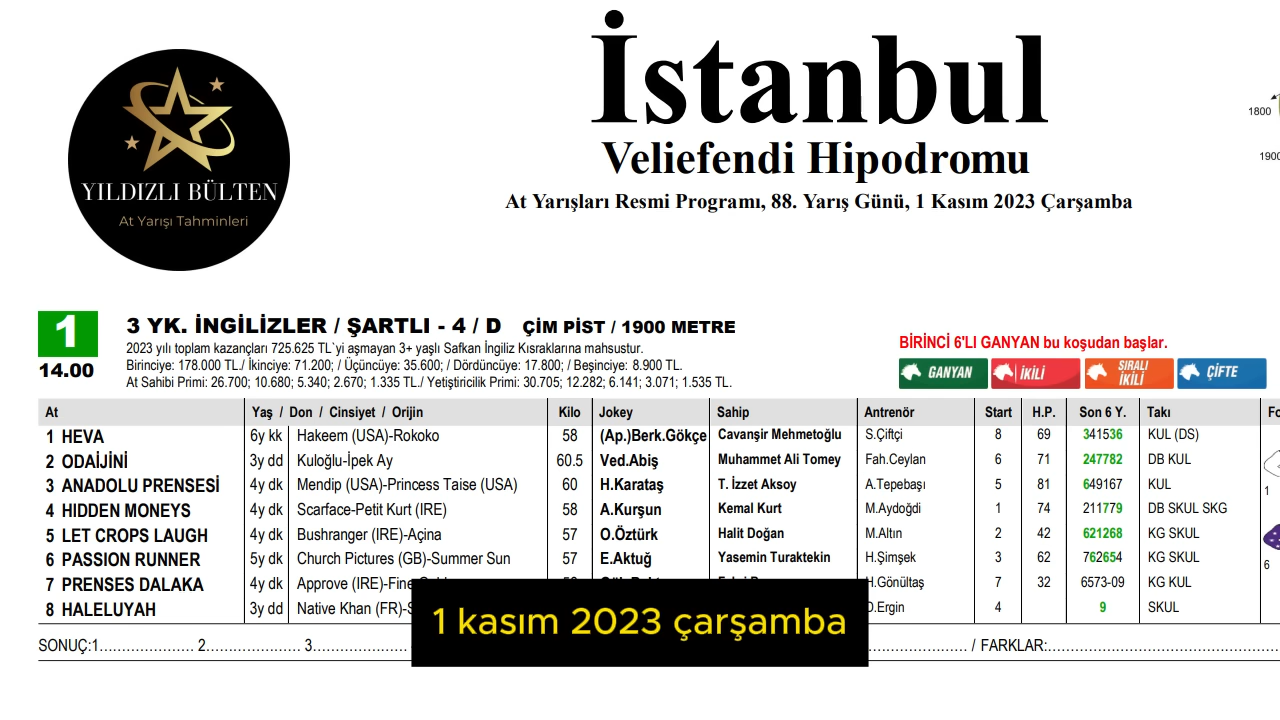 İstanbul
Veliefendi Hipodromu
At Yarışları Resmi Programı, 88. Yarış Günü, 1 Kasım 2023 Çarşamba
YILDIZLI BÜLTEN
At Yarışı Tahminleri
1800
1900
1 3 YK. İNGİLİZLER / ŞARTLI - 4 / D ÇİM PİST / 1900 METRE
2023 yılı toplam kazançları 725.625 TL`yi aşmayan 3+ yaşlı Safkan İngiliz Kısraklarına mahsustur.
14.00 Birinciye: 178.000 TL./ İkinciye: 71.200; / Üçüncüye: 35.600; / Dördüncüye: 17.800; / Beşinciye: 8.900 TL.
At Sahibi Primi: 26.700; 10.680; 5.340; 2.670; 1.335 TL./ Yetiştiricilik Primi: 30.705; 12.282; 6.141; 3.071; 1.535 TL.
BİRİNCİ 6'LI GANYAN bu koşudan başlar.
GANYAN İKİLİ SIRALI İKİLİ ÇİFTE
At Yaş / Don / Cinsiyet / Orijin Kilo Jokey Sahip Antrenör Start H.P. Son 6 Y. Takı Fo
1 HEVA 6y kk Hakeem (USA)-Rokoko 58 (Ap.)Berk.Gökçe Cavanşir Mehmetoğlu S.Çiftçi 8 69 341536 KUL (DS)
2 ODAİJİNİ 3y dd Kuloğlu-İpek Ay 60.5 Ved.Abiş Muhammet Ali Tomey Fah.Ceylan 6 71 247782 DB KUL
3 ANADOLU PRENSESİ 4y dk Mendip (USA)-Princess Taise (USA) 60 H.Karataş T. İzzet Aksoy A.Tepebaşı 5 81 649167 KUL
4 HIDDEN MONEYS 4y dk Scarface-Petit Kurt (IRE) 58 A.Kurşun Kemal Kurt M.Aydoğdi 1 74 211779 DB SKUL SKG
5 LET CROPS LAUGH 4y dk Bushranger (IRE)-Açina 57 O.Öztürk Halit Doğan M.Altın 2 42 621268 KG SKUL
6 PASSION RUNNER 5y dk Church Pictures (GB)-Summer Sun 57 E.Aktuğ Yasemin Turaktekin H.Şimşek 3 62 762654 KG SKUL
7 PRENSES DALAKA 4y dk Approve (IRE)-Fine H.Gönültaş 7 32 6573-09 KG KUL
8 HALELUYAH 3y dd Native Khan (FR)- D.Ergin 4 9 SKUL
1
6
SONUÇ:1.................... 2.................... 3.................... / FARKLAR:
1 kasım 2023 çarşamba